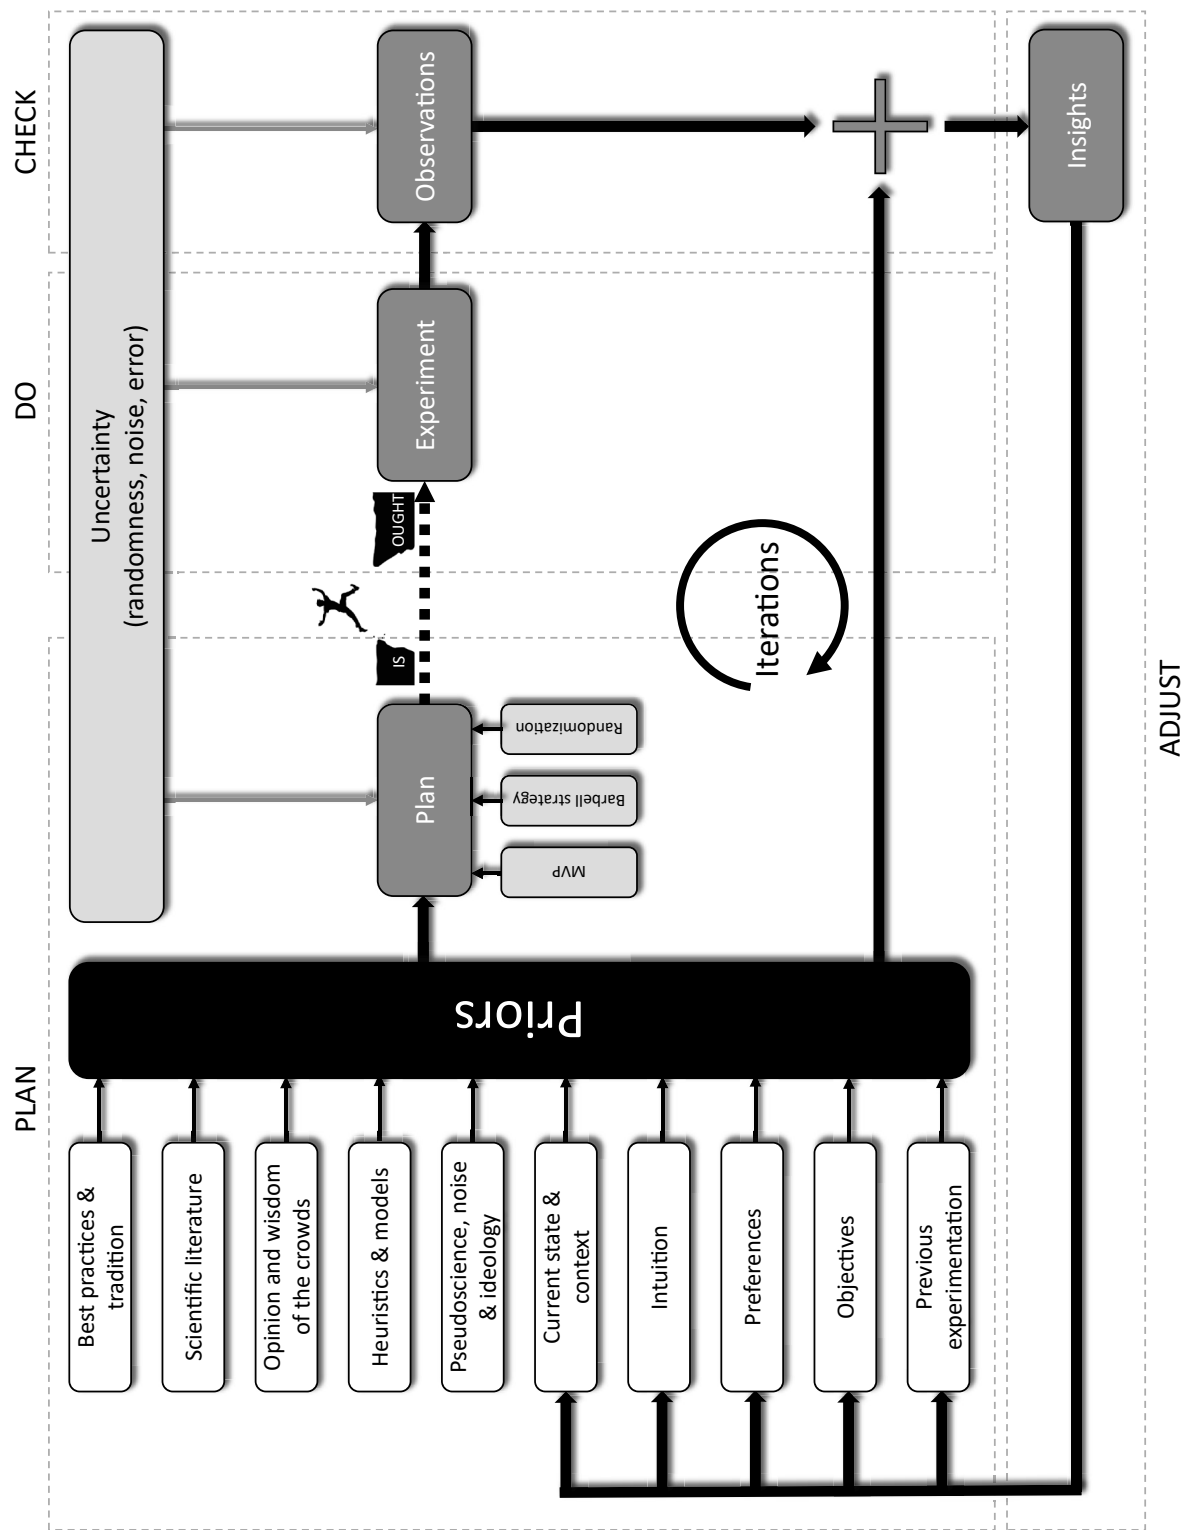 PLAN
DO
CHECK
Best practices &
tradition
Scientific literature
Opinion and wisdom
of the crowds
Heuristics & models
Pseudoscience, noise
& ideology
Current state &
context
Intuition
Preferences
Objectives
Previous
experimentation
Priors
Uncertainty
(randomness, noise, error)
Plan
MVP
Barbell strategy
Randomization
IS
OUGHT
Experiment
Observations
Iterations
Insights
ADJUST